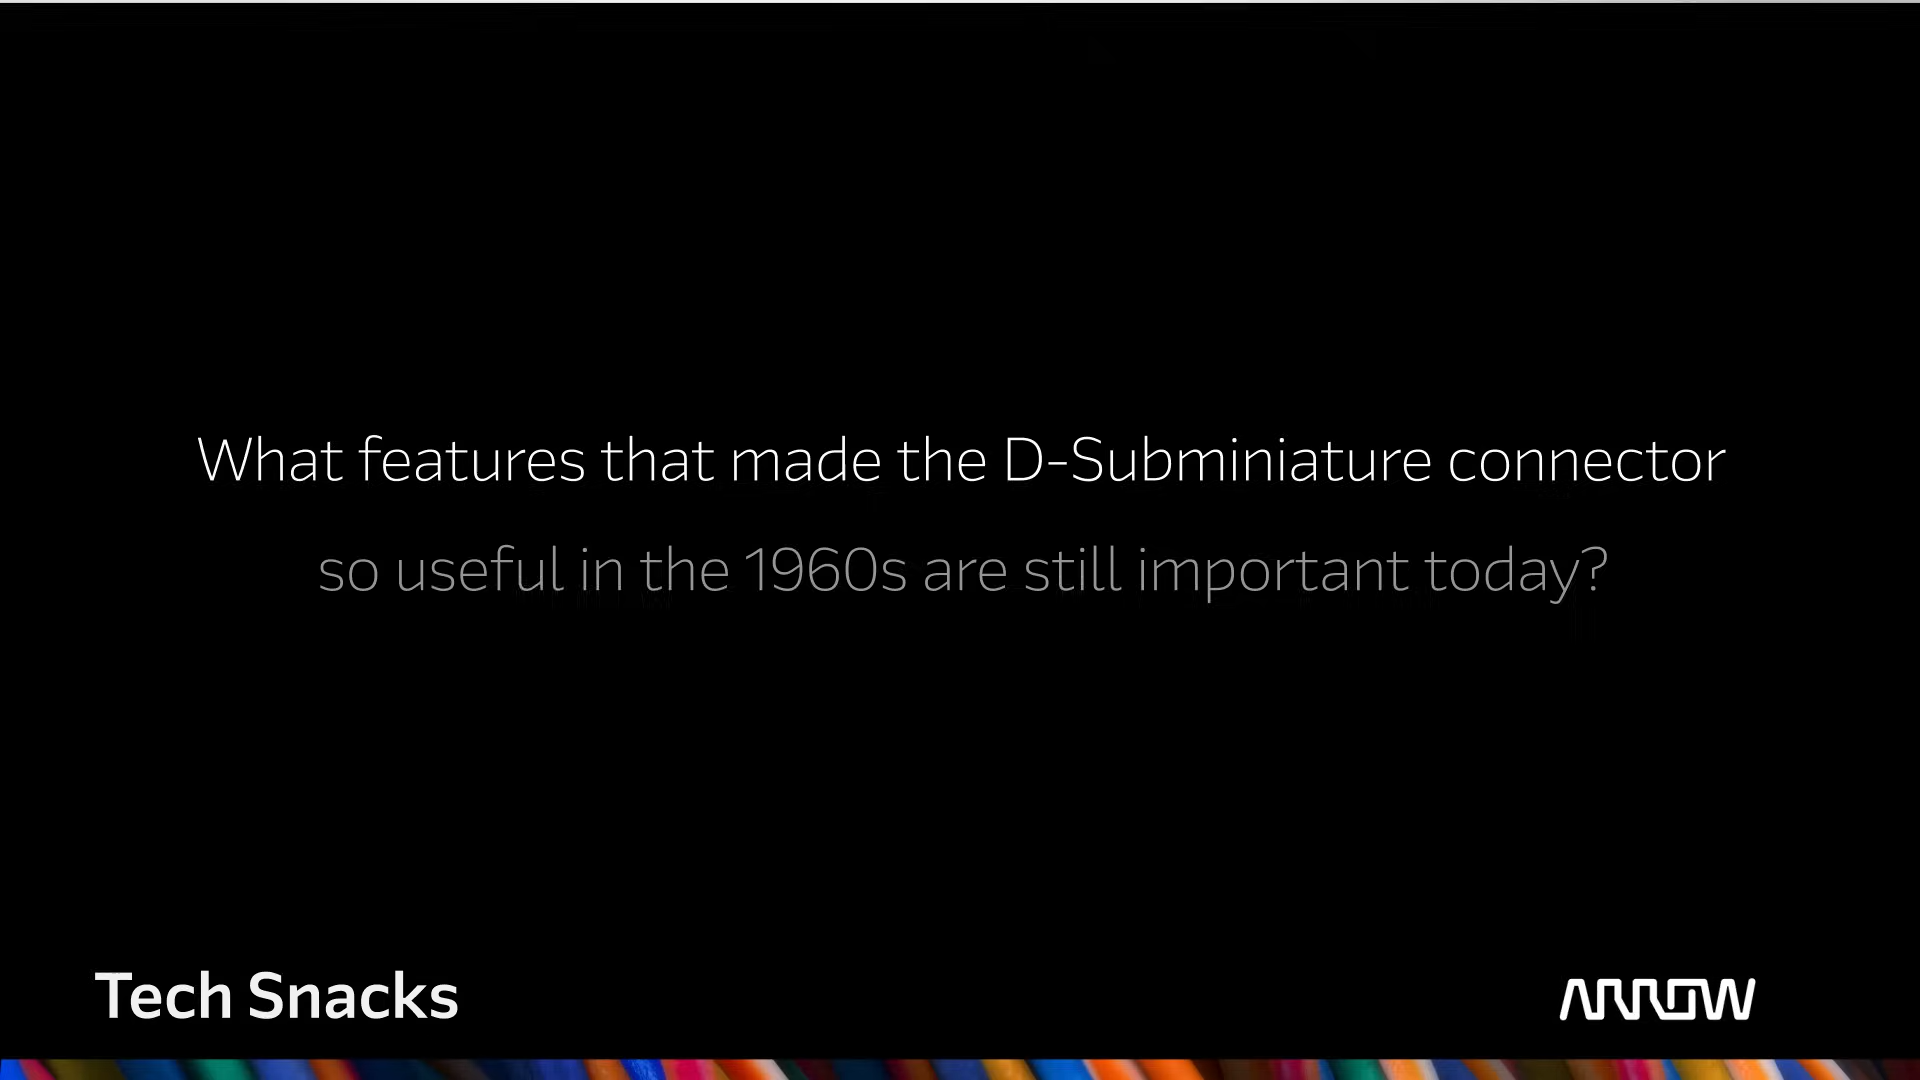 What features that made the D-Subminiature connector
so useful in the 1960s are still important today?
Tech Snacks
ARROW